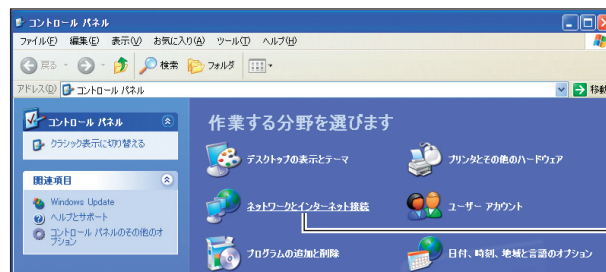 コントロール パネル
ファイル(F) 編集(E) 表示(V) お気に入り(A) ツール(T) ヘルプ(H)
戻る 検索 フォルダ
アドレス(D) コントロール パネル 移動
コントロール パネル
クラシック表示に切り替える
関連項目
Windows Update
ヘルプとサポート
コントロール パネルのその他のオプション
作業する分野を選びます
デスクトップの表示とテーマ
プリンタとその他のハードウェア
ネットワークとインターネット接続
ユーザー アカウント
プログラムの追加と削除
日付、時刻、地域と言語のオプション